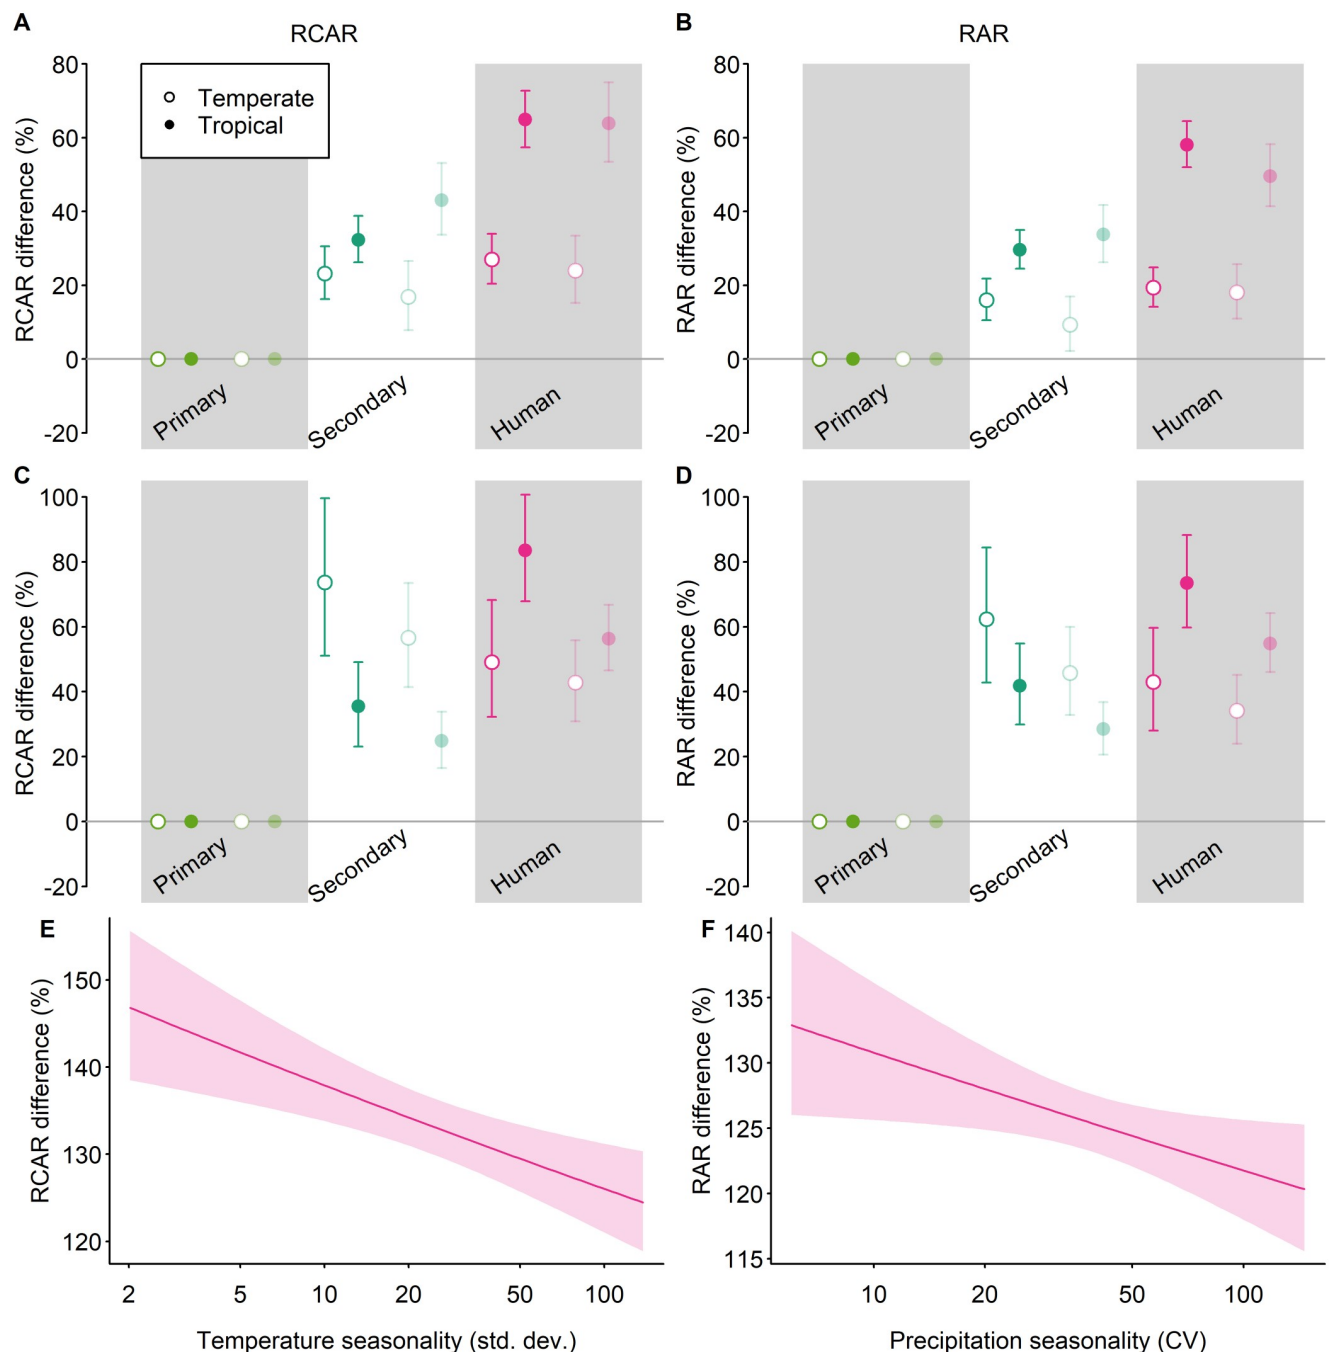 A
RCAR
B
RAR
RCAR difference (%)
80
60
40
20
0
-20
Temperate
Tropical
Primary
Secondary
Human
RAR difference (%)
80
60
40
20
0
-20
Primary
Secondary
Human
C
RCAR difference (%)
100
80
60
40
20
0
-20
Primary
Secondary
Human
D
RAR difference (%)
100
80
60
40
20
0
-20
Primary
Secondary
Human
E
RCAR difference (%)
150
140
130
120
2 5 10 20 50 100
Temperature seasonality (std. dev.)
F
RAR difference (%)
140
135
130
125
120
115
10 20 50 100
Precipitation seasonality (CV)